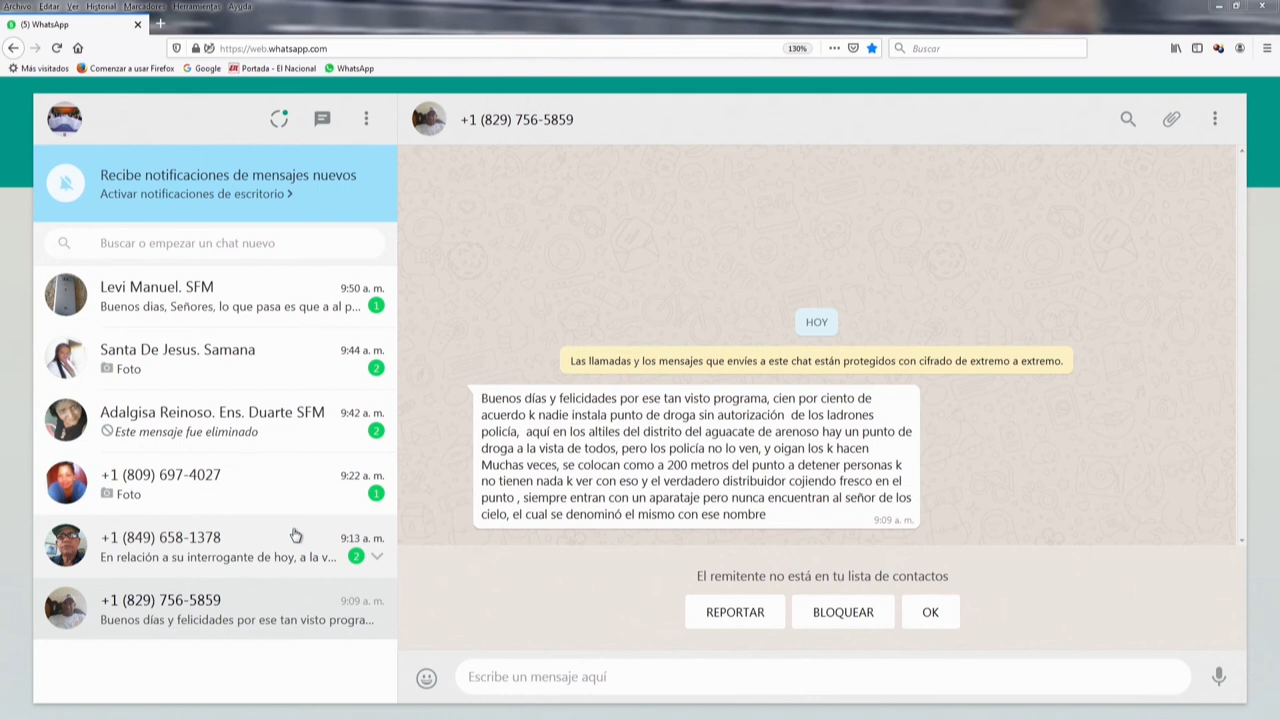 Archivo Editar Ver Historial Marcadores Herramientas Ayuda
(5) WhatsApp
https://web.whatsapp.com
130%
Buscar
Más visitados
Comenzar a usar Firefox
Google
Portada - El Nacional
WhatsApp
+1 (829) 756-5859
Recibe notificaciones de mensajes nuevos
Activar notificaciones de escritorio >
Buscar o empezar un chat nuevo
Levi Manuel. SFM
9:50 a. m.
Buenos dias, Señores, lo que pasa es que a al p...
1
Santa De Jesus. Samana
9:44 a. m.
Foto
2
Adalgisa Reinoso. Ens. Duarte SFM
9:42 a. m.
Este mensaje fue eliminado
2
+1 (809) 697-4027
9:22 a. m.
Foto
1
+1 (849) 658-1378
9:13 a. m.
En relación a su interrogante de hoy, a la v...
2
+1 (829) 756-5859
9:09 a. m.
Buenos días y felicidades por ese tan visto progra...
HOY
Las llamadas y los mensajes que envíes a este chat están protegidos con cifrado de extremo a extremo.
Buenos días y felicidades por ese tan visto programa, cien por ciento de
acuerdo k nadie instala punto de droga sin autorización de los ladrones
policía, aquí en los altiles del distrito del aguacate de arenoso hay un punto de
droga a la vista de todos, pero los policía no lo ven, y oigan los k hacen
Muchas veces, se colocan como a 200 metros del punto a detener personas k
no tienen nada k ver con eso y el verdadero distribuidor cojiendo fresco en el
punto , siempre entran con un aparataje pero nunca encuentran al señor de los
cielo, el cual se denominó el mismo con ese nombre
9:09 a. m.
El remitente no está en tu lista de contactos
REPORTAR
BLOQUEAR
OK
Escribe un mensaje aquí